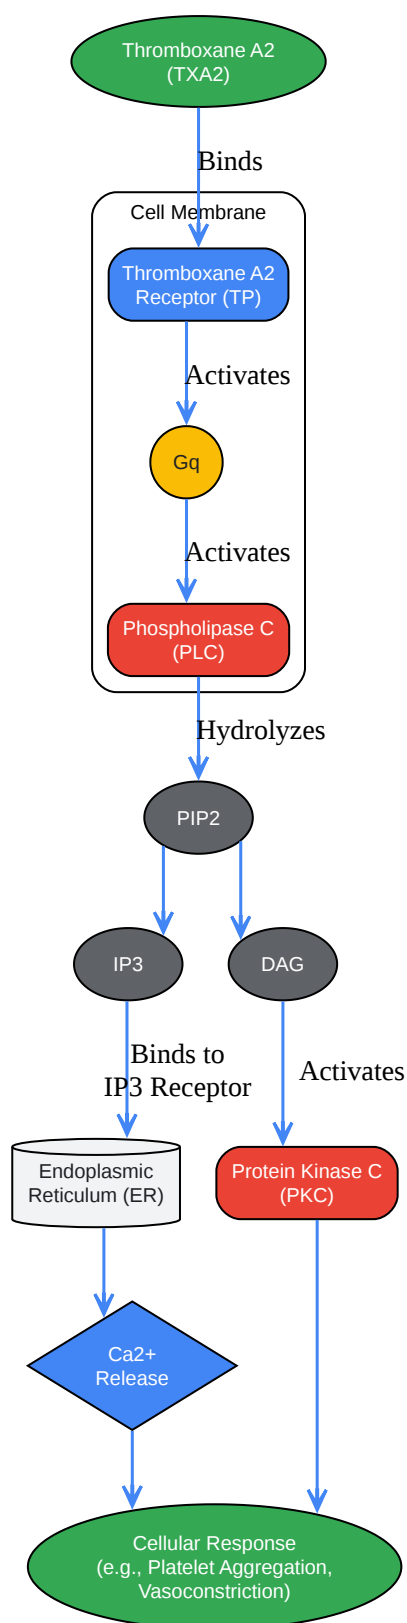 Thromboxane A2
(TXA2)
Binds
Cell Membrane
Thromboxane A2
Receptor (TP)
Activates
Gq
Activates
Phospholipase C
(PLC)
Hydrolyzes
PIP2
IP3
DAG
Binds to
IP3 Receptor
Activates
Endoplasmic
Reticulum (ER)
Protein Kinase C
(PKC)
Ca2+
Release
Cellular Response
(e.g., Platelet Aggregation,
Vasoconstriction)